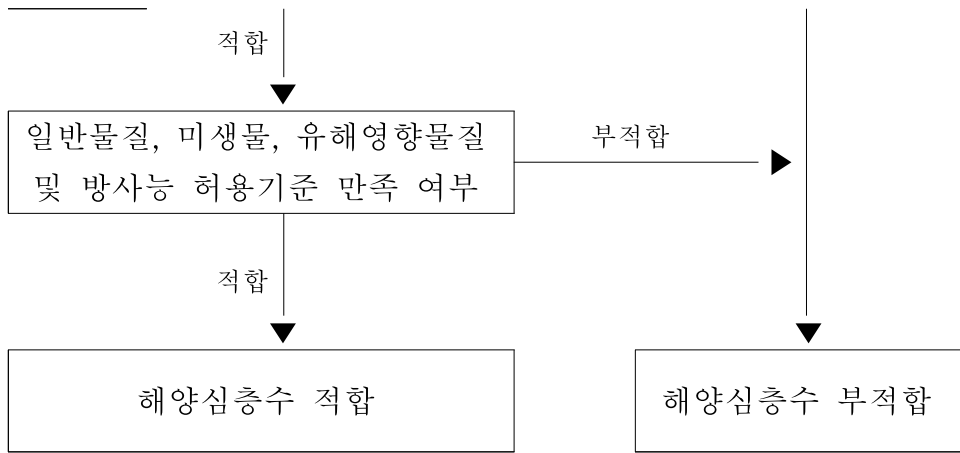 적합
일반물질, 미생물, 유해영향물질
및 방사능 허용기준 만족 여부
부적합
적합
해양심층수 적합
해양심층수 부적합